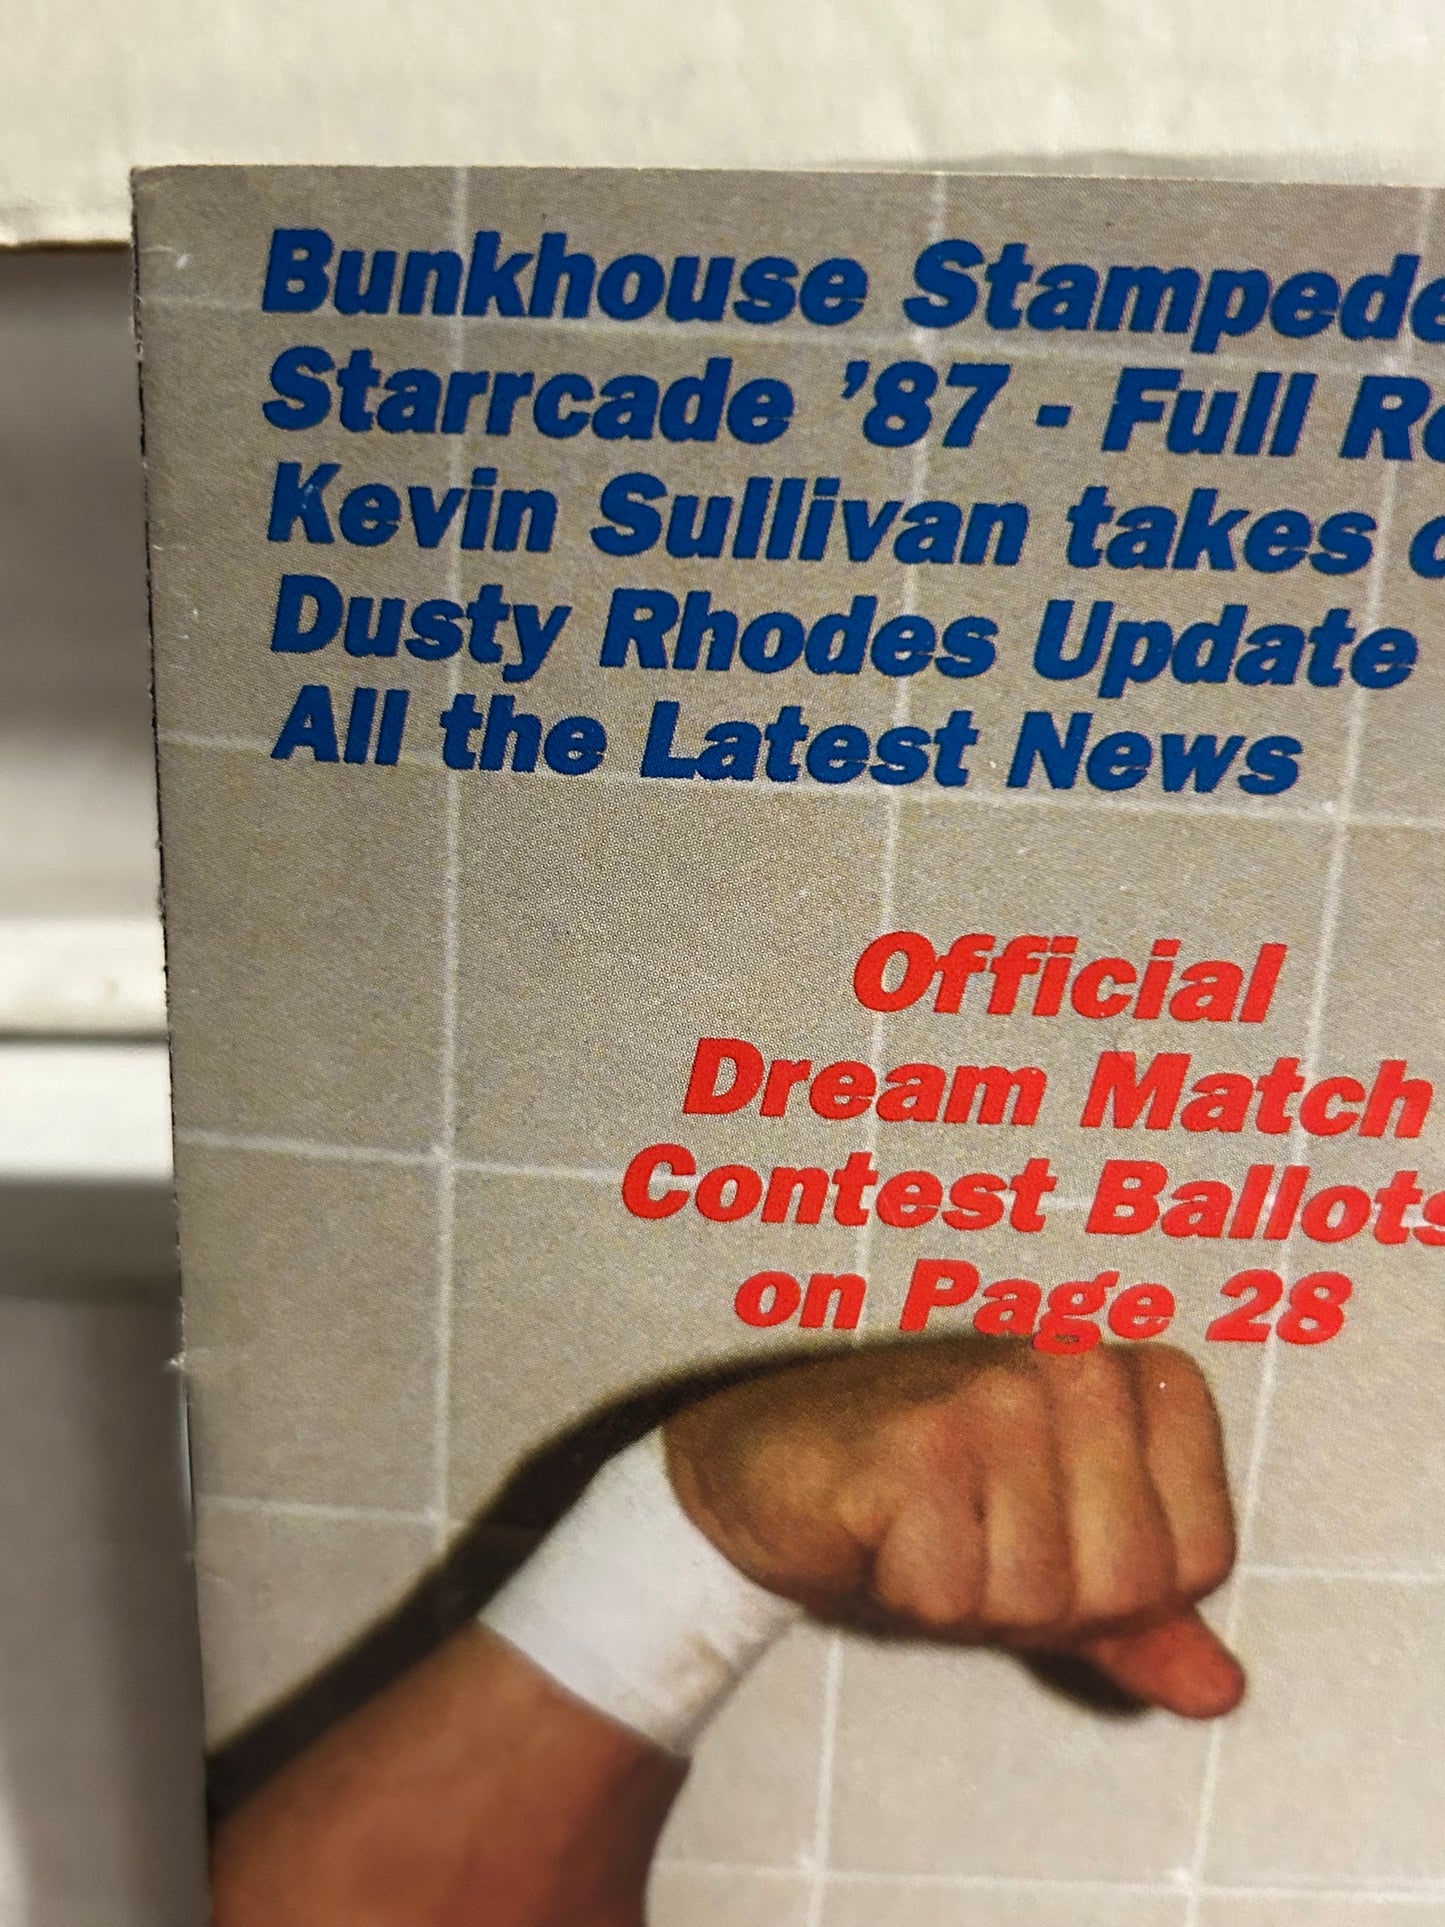 Bunkhouse Stampede
Starrcade '87 - Full
Kevin Sullivan takes
Dusty Rhodes Update
All the Latest News
Official
Dream Match
Contest Ballots
on Page 28